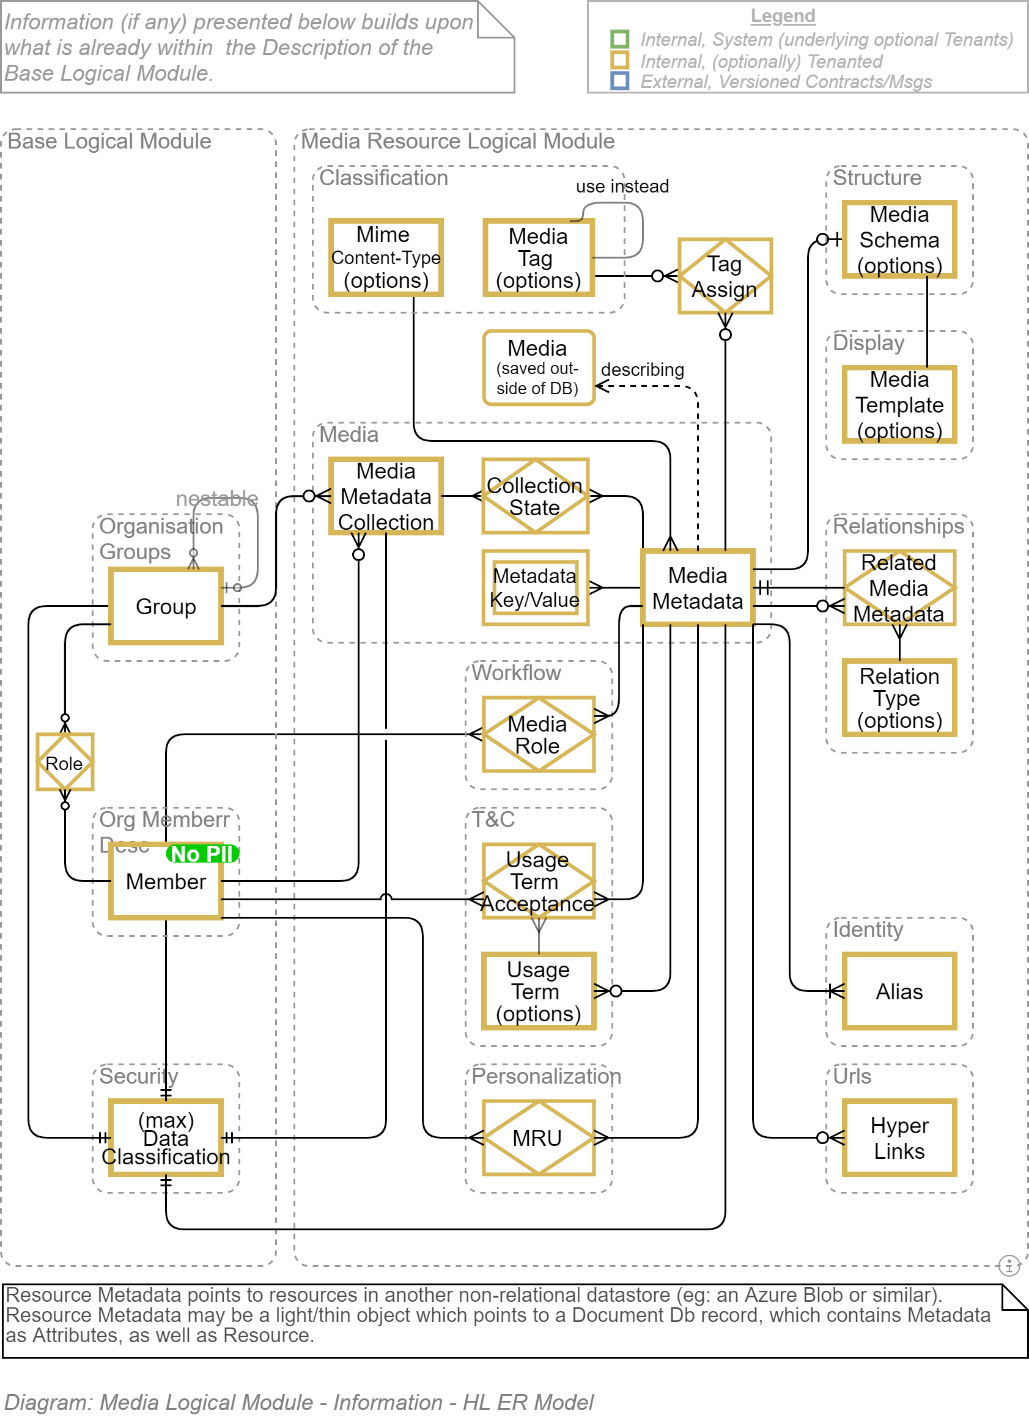 Information (if any) presented below builds upon
what is already within  the Description of the
Base Logical Module.
Legend
Internal, System (underlying optional Tenants)
Internal, (optionally) Tenanted
External, Versioned Contracts/Msgs
Base Logical Module
Media Resource Logical Module
Classification
use instead
Mime
Content-Type
(options)
Media
Tag
(options)
Tag
Assign
Structure
Media
Schema
(options)
Display
Media
Template
(options)
Media
(saved out-
side of DB)
describing
Media
Media
Metadata
Collection
Collection
State
Metadata
Key/Value
Media
Metadata
nestable
Organisation
Groups
Group
Relationships
Related
Media
Metadata
Relation
Type
(options)
Workflow
Media
Role
Role
Org Memberr
Desc
No PII
Member
T&C
Usage
Term
Acceptance
Usage
Term
(options)
Identity
Alias
Security
(max)
Data
Classification
Personalization
MRU
Urls
Hyper
Links
Resource Metadata points to resources in another non-relational datastore (eg: an Azure Blob or similar).
Resource Metadata may be a light/thin object which points to a Document Db record, which contains Metadata
as Attributes, as well as Resource.
Diagram: Media Logical Module - Information - HL ER Model